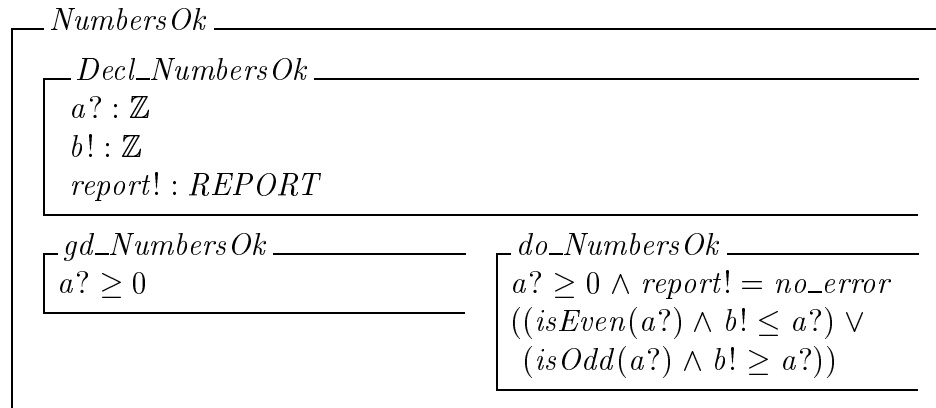 NumbersOk
Decl_NumbersOk
a? : ℤ
b! : ℤ
report! : REPORT
gd_NumbersOk
a? ≥ 0
do_NumbersOk
a? ≥ 0 ∧ report! = no_error
((isEven(a?) ∧ b! ≤ a?) ∨
(isOdd(a?) ∧ b! ≥ a?))